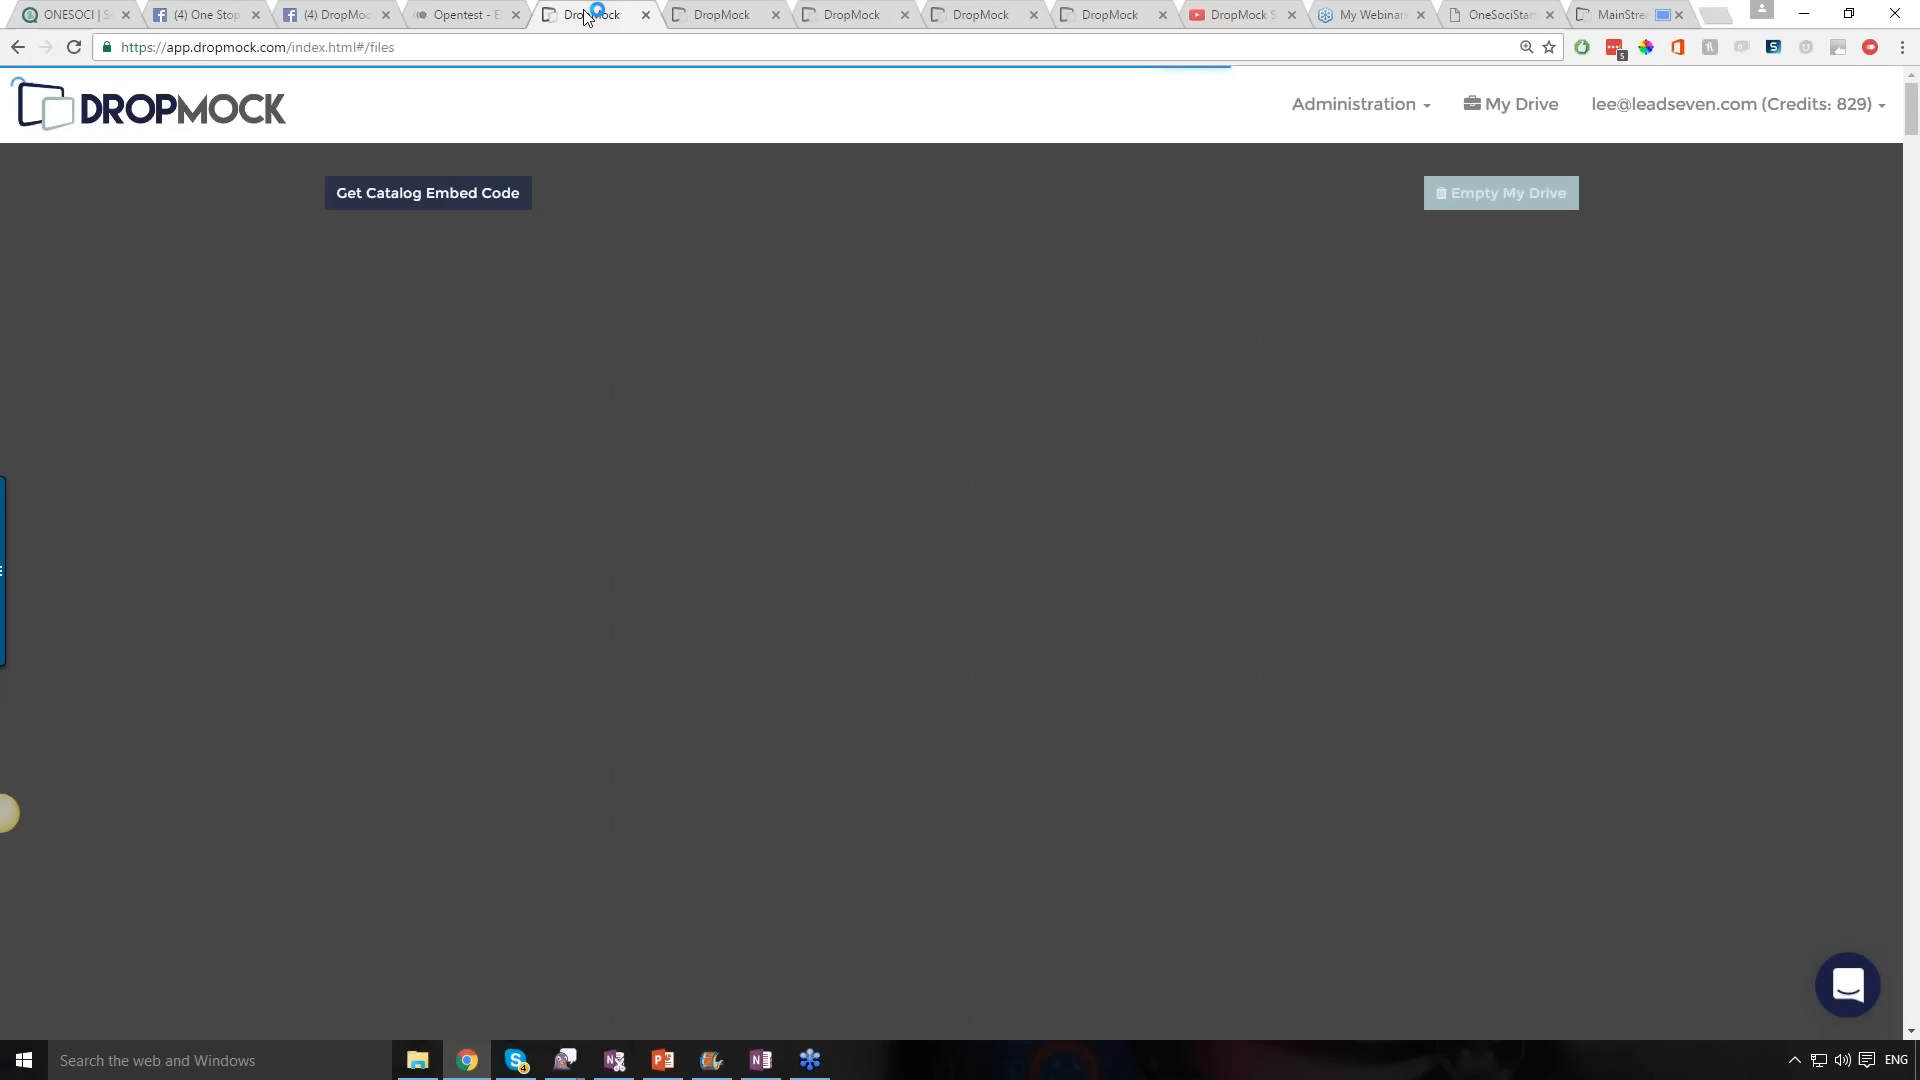 ONESOCI | S
(4) One Stop
(4) DropMoc
Opentest - E
DropMock
DropMock
DropMock
DropMock
DropMock
DropMock S
My Webinar
OneSociStar
MainStre
https://app.dropmock.com/index.html#/files
5
DROPMOCK
Administration
My Drive
lee@leadseven.com (Credits: 829)
Get Catalog Embed Code
Empty My Drive
Search the web and Windows
4
ENG